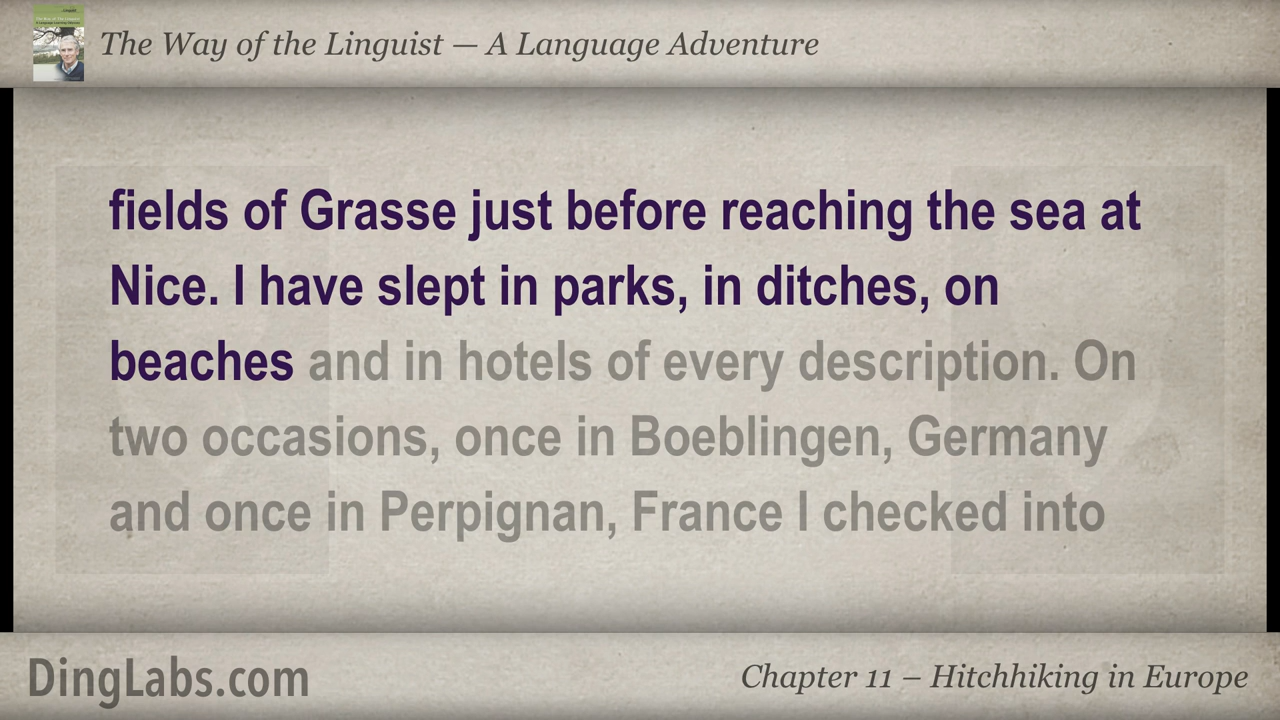 The Way of the Linguist — A Language Adventure
fields of Grasse just before reaching the sea at
Nice. I have slept in parks, in ditches, on
beaches and in hotels of every description. On
two occasions, once in Boeblingen, Germany
and once in Perpignan, France I checked into
DingLabs.com
Chapter 11 – Hitchhiking in Europe